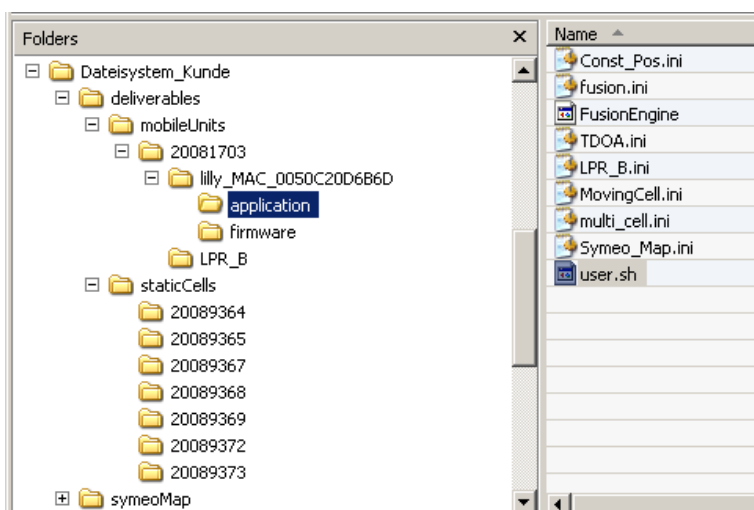 Folders
Dateisystem_Kunde
deliverables
mobileUnits
20081703
lilly_MAC_0050C20D6B6D
application
firmware
LPR_B
staticCells
20089364
20089365
20089367
20089368
20089369
20089372
20089373
symeoMap
Name
Const_Pos.ini
fusion.ini
FusionEngine
TDOA.ini
LPR_B.ini
MovingCell.ini
multi_cell.ini
Symeo_Map.ini
user.sh